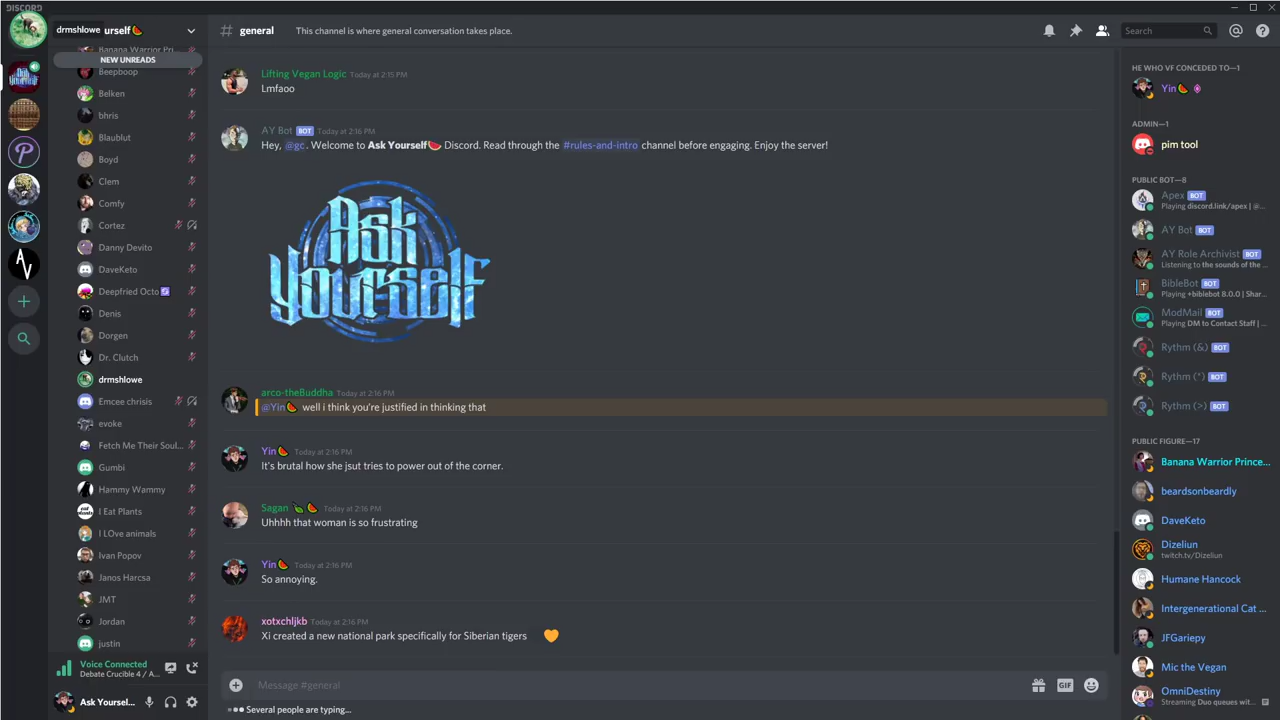 DISCORD
drmshlowe
urself🍉
Banana Warrior Pri
NEW UNREADS
Beepboop
Belken
bhris
Blaublut
Boyd
Clem
Comfy
Cortez
Danny Devito
DaveKeto
Deepfried Octo
Denis
Dorgen
Dr. Clutch
drmshlowe
Emcee chrisis
evoke
Fetch Me Their Soul...
Gumbi
Hammy Wammy
I Eat Plants
I LOve animals
Ivan Popov
Janos Harcsa
JMT
Jordan
justin
Voice Connected
Debate Crucible 4 / A...
Ask Yoursel...
# general
This channel is where general conversation takes place.
Search
Lifting Vegan Logic Today at 2:15 PM
Lmfaoo
AY Bot BOT Today at 2:16 PM
Hey, @gc. Welcome to Ask Yourself🍉 Discord. Read through the #rules-and-intro channel before engaging. Enjoy the server!
Ask
Yourself
arco-theBuddha Today at 2:16 PM
@Yin🍉 well i think you're justified in thinking that
Yin🍉 Today at 2:16 PM
It's brutal how she jsut tries to power out of the corner.
Sagan 🍃🍉 Today at 2:16 PM
Uhhhh that woman is so frustrating
Yin🍉 Today at 2:16 PM
So annoying.
xotxchljkb Today at 2:16 PM
Xi created a new national park specifically for Siberian tigers 🧡
Message #general
GIF
Several people are typing...
HE WHO VF CONCEDED TO—1
Yin🍉
ADMIN—1
pim tool
PUBLIC BOT—8
Apex BOT
Playing discord.link/apex | @...
AY Bot BOT
AY Role Archivist BOT
Listening to the sounds of the...
BibleBot BOT
Playing +biblebot 8.0.0 | Shar...
ModMail BOT
Playing DM to Contact Staff | ...
Rythm (&) BOT
Rythm (*) BOT
Rythm (>) BOT
PUBLIC FIGURE—17
Banana Warrior Prince...
beardsonbeardly
DaveKeto
Dizeliun
twitch.tv/Dizeliun
Humane Hancock
Intergenerational Cat ...
JFGariepy
Mic the Vegan
OmniDestiny
Streaming Duo queues wit...